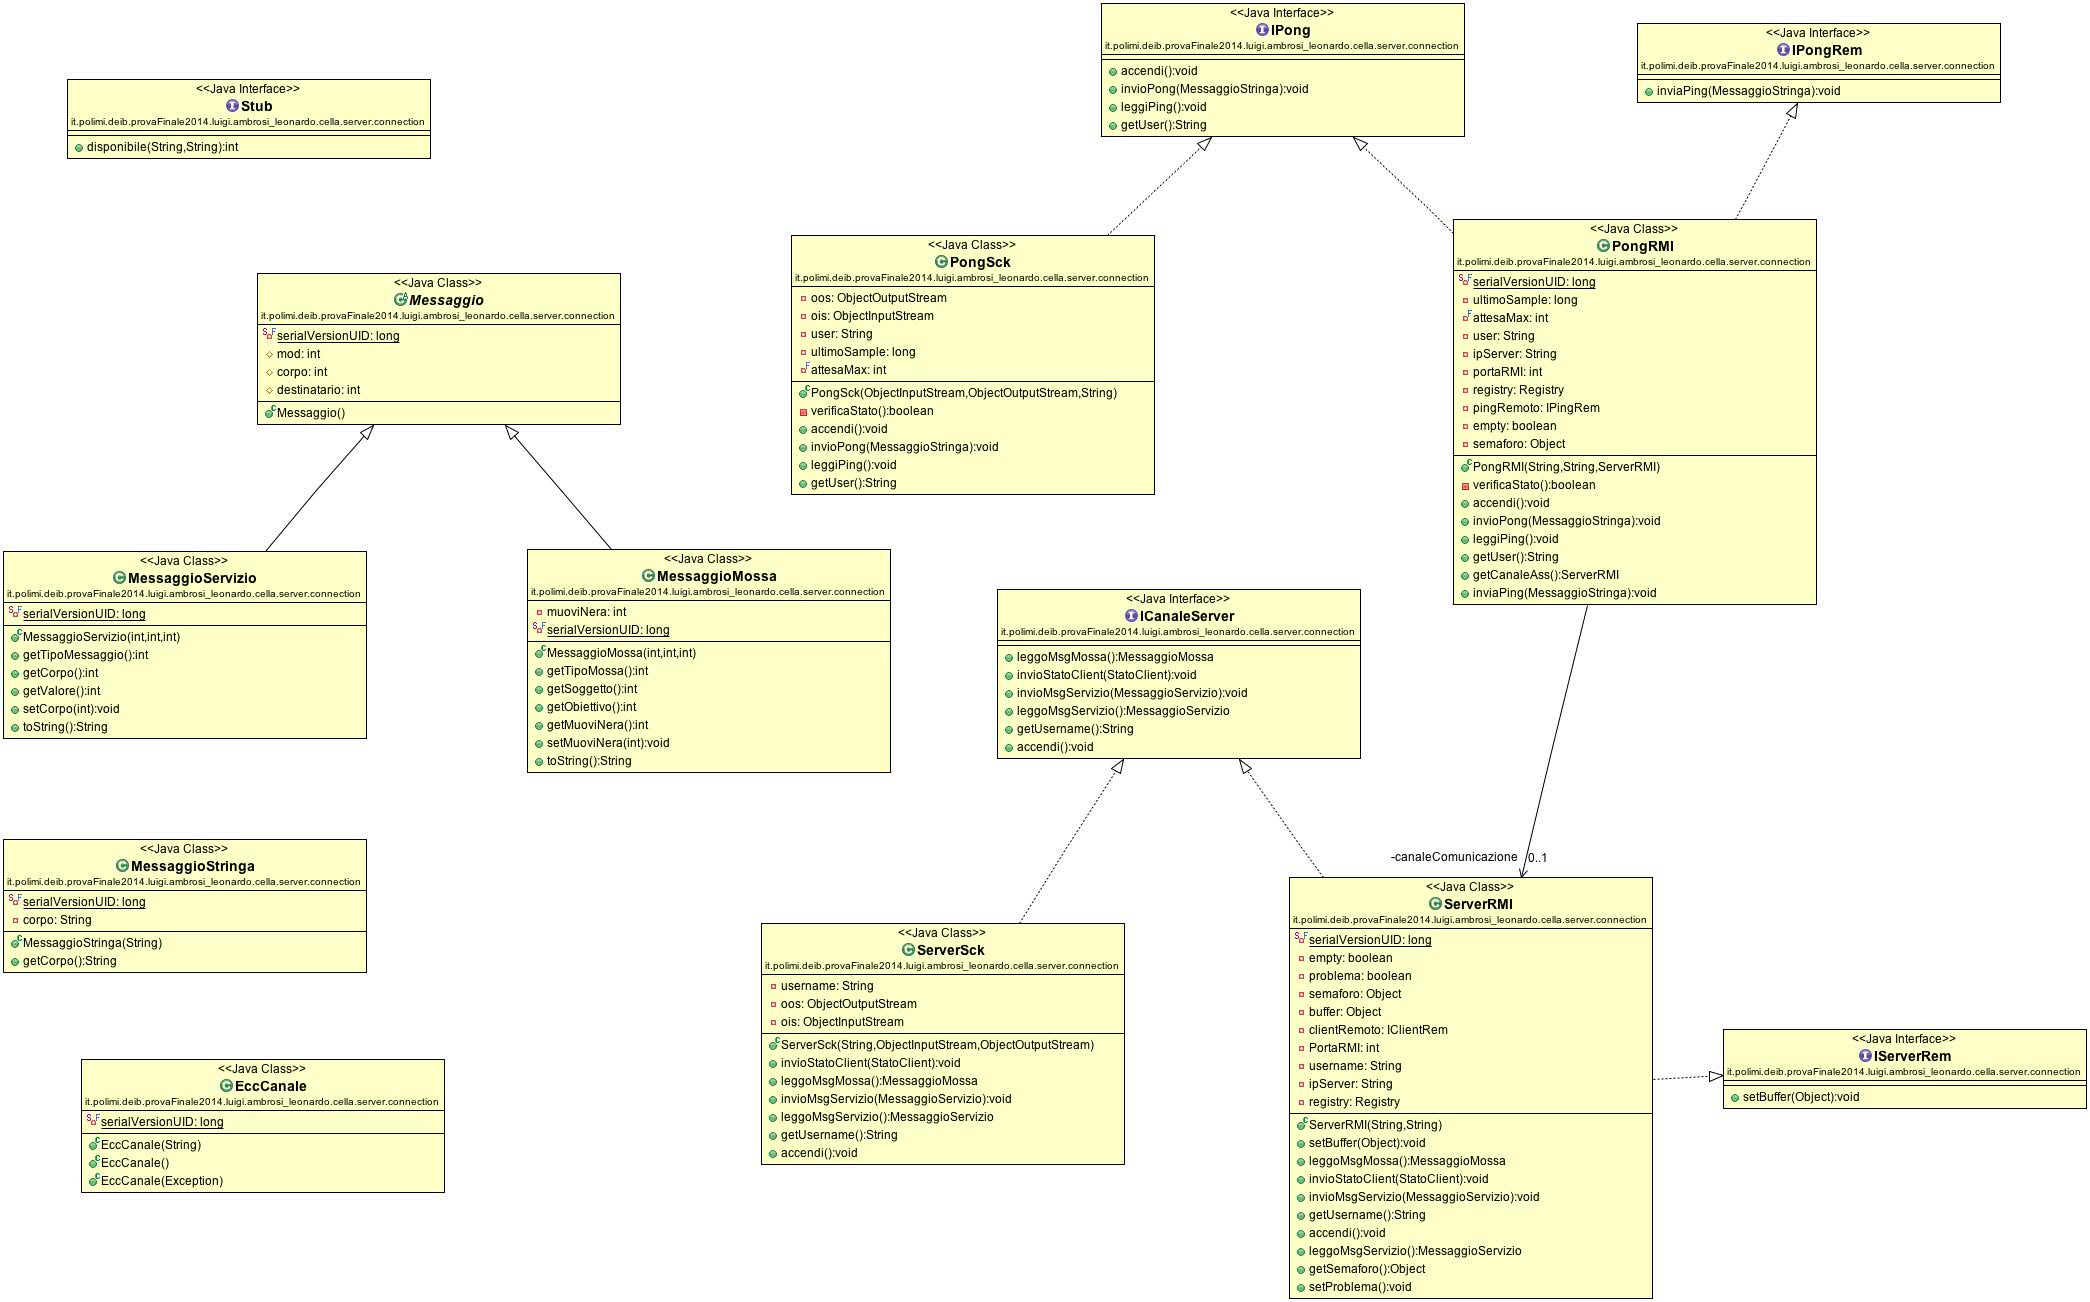 <<Java Interface>>
IPong
it.polimi.deib.provaFinale2014.luigi.ambrosi_leonardo.cella.server.connection
accendi():void
invioPong(MessaggioStringa):void
leggiPing():void
getUser():String
<<Java Interface>>
IPongRem
it.polimi.deib.provaFinale2014.luigi.ambrosi_leonardo.cella.server.connection
inviaPing(MessaggioStringa):void
<<Java Interface>>
Stub
it.polimi.deib.provaFinale2014.luigi.ambrosi_leonardo.cella.server.connection
disponibile(String,String):int
<<Java Class>>
PongSck
it.polimi.deib.provaFinale2014.luigi.ambrosi_leonardo.cella.server.connection
oos: ObjectOutputStream
ois: ObjectInputStream
user: String
ultimoSample: long
attesaMax: int
PongSck(ObjectInputStream,ObjectOutputStream,String)
verificaStato():boolean
accendi():void
invioPong(MessaggioStringa):void
leggiPing():void
getUser():String
<<Java Class>>
PongRMI
it.polimi.deib.provaFinale2014.luigi.ambrosi_leonardo.cella.server.connection
serialVersionUID: long
ultimoSample: long
attesaMax: int
user: String
ipServer: String
portaRMI: int
registry: Registry
pingRemoto: IPingRem
empty: boolean
semaforo: Object
PongRMI(String,String,ServerRMI)
verificaStato():boolean
accendi():void
invioPong(MessaggioStringa):void
leggiPing():void
getUser():String
getCanaleAss():ServerRMI
inviaPing(MessaggioStringa):void
<<Java Class>>
Messaggio
it.polimi.deib.provaFinale2014.luigi.ambrosi_leonardo.cella.server.connection
serialVersionUID: long
mod: int
corpo: int
destinatario: int
Messaggio()
<<Java Class>>
MessaggioServizio
it.polimi.deib.provaFinale2014.luigi.ambrosi_leonardo.cella.server.connection
serialVersionUID: long
MessaggioServizio(int,int,int)
getTipoMessaggio():int
getCorpo():int
getValore():int
setCorpo(int):void
toString():String
<<Java Class>>
MessaggioMossa
it.polimi.deib.provaFinale2014.luigi.ambrosi_leonardo.cella.server.connection
muoviNera: int
serialVersionUID: long
MessaggioMossa(int,int,int)
getTipoMossa():int
getSoggetto():int
getObiettivo():int
getMuoviNera():int
setMuoviNera(int):void
toString():String
<<Java Interface>>
ICanaleServer
it.polimi.deib.provaFinale2014.luigi.ambrosi_leonardo.cella.server.connection
leggoMsgMossa():MessaggioMossa
invioStatoClient(StatoClient):void
invioMsgServizio(MessaggioServizio):void
leggoMsgServizio():MessaggioServizio
getUsername():String
accendi():void
<<Java Class>>
MessaggioStringa
it.polimi.deib.provaFinale2014.luigi.ambrosi_leonardo.cella.server.connection
serialVersionUID: long
corpo: String
MessaggioStringa(String)
getCorpo():String
-canaleComunicazione 0..1
<<Java Class>>
ServerSck
it.polimi.deib.provaFinale2014.luigi.ambrosi_leonardo.cella.server.connection
username: String
oos: ObjectOutputStream
ois: ObjectInputStream
ServerSck(String,ObjectInputStream,ObjectOutputStream)
invioStatoClient(StatoClient):void
leggoMsgMossa():MessaggioMossa
invioMsgServizio(MessaggioServizio):void
leggoMsgServizio():MessaggioServizio
getUsername():String
accendi():void
<<Java Class>>
ServerRMI
it.polimi.deib.provaFinale2014.luigi.ambrosi_leonardo.cella.server.connection
serialVersionUID: long
empty: boolean
problema: boolean
semaforo: Object
buffer: Object
clientRemoto: IClientRem
PortaRMI: int
username: String
ipServer: String
registry: Registry
ServerRMI(String,String)
setBuffer(Object):void
leggoMsgMossa():MessaggioMossa
invioStatoClient(StatoClient):void
invioMsgServizio(MessaggioServizio):void
getUsername():String
accendi():void
leggoMsgServizio():MessaggioServizio
getSemaforo():Object
setProblema():void
<<Java Interface>>
IServerRem
it.polimi.deib.provaFinale2014.luigi.ambrosi_leonardo.cella.server.connection
setBuffer(Object):void
<<Java Class>>
EccCanale
it.polimi.deib.provaFinale2014.luigi.ambrosi_leonardo.cella.server.connection
serialVersionUID: long
EccCanale(String)
EccCanale()
EccCanale(Exception)